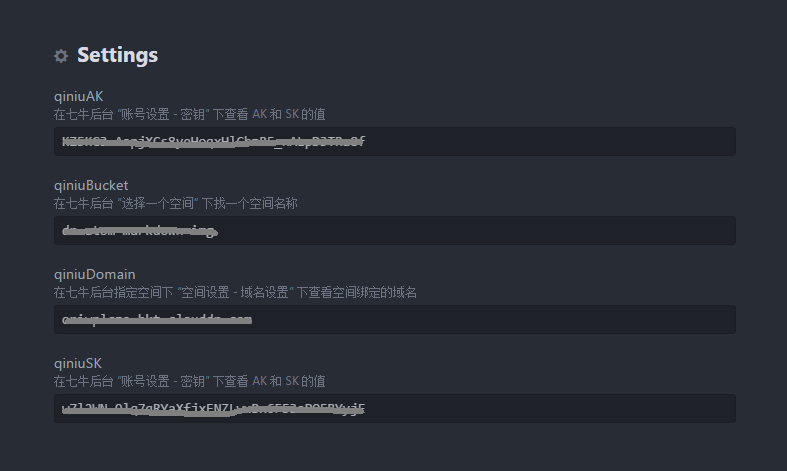 Settings
qiniuAK
在七牛后台 “账号设置 - 密钥” 下查看 AK 和 SK 的值
qiniuBucket
在七牛后台 “选择一个空间” 下找一个空间名称
qiniuDomain
在七牛后台指定空间下 “空间设置 - 域名设置” 下查看空间绑定的域名
qiniuSK
在七牛后台 “账号设置 - 密钥” 下查看 AK 和 SK 的值